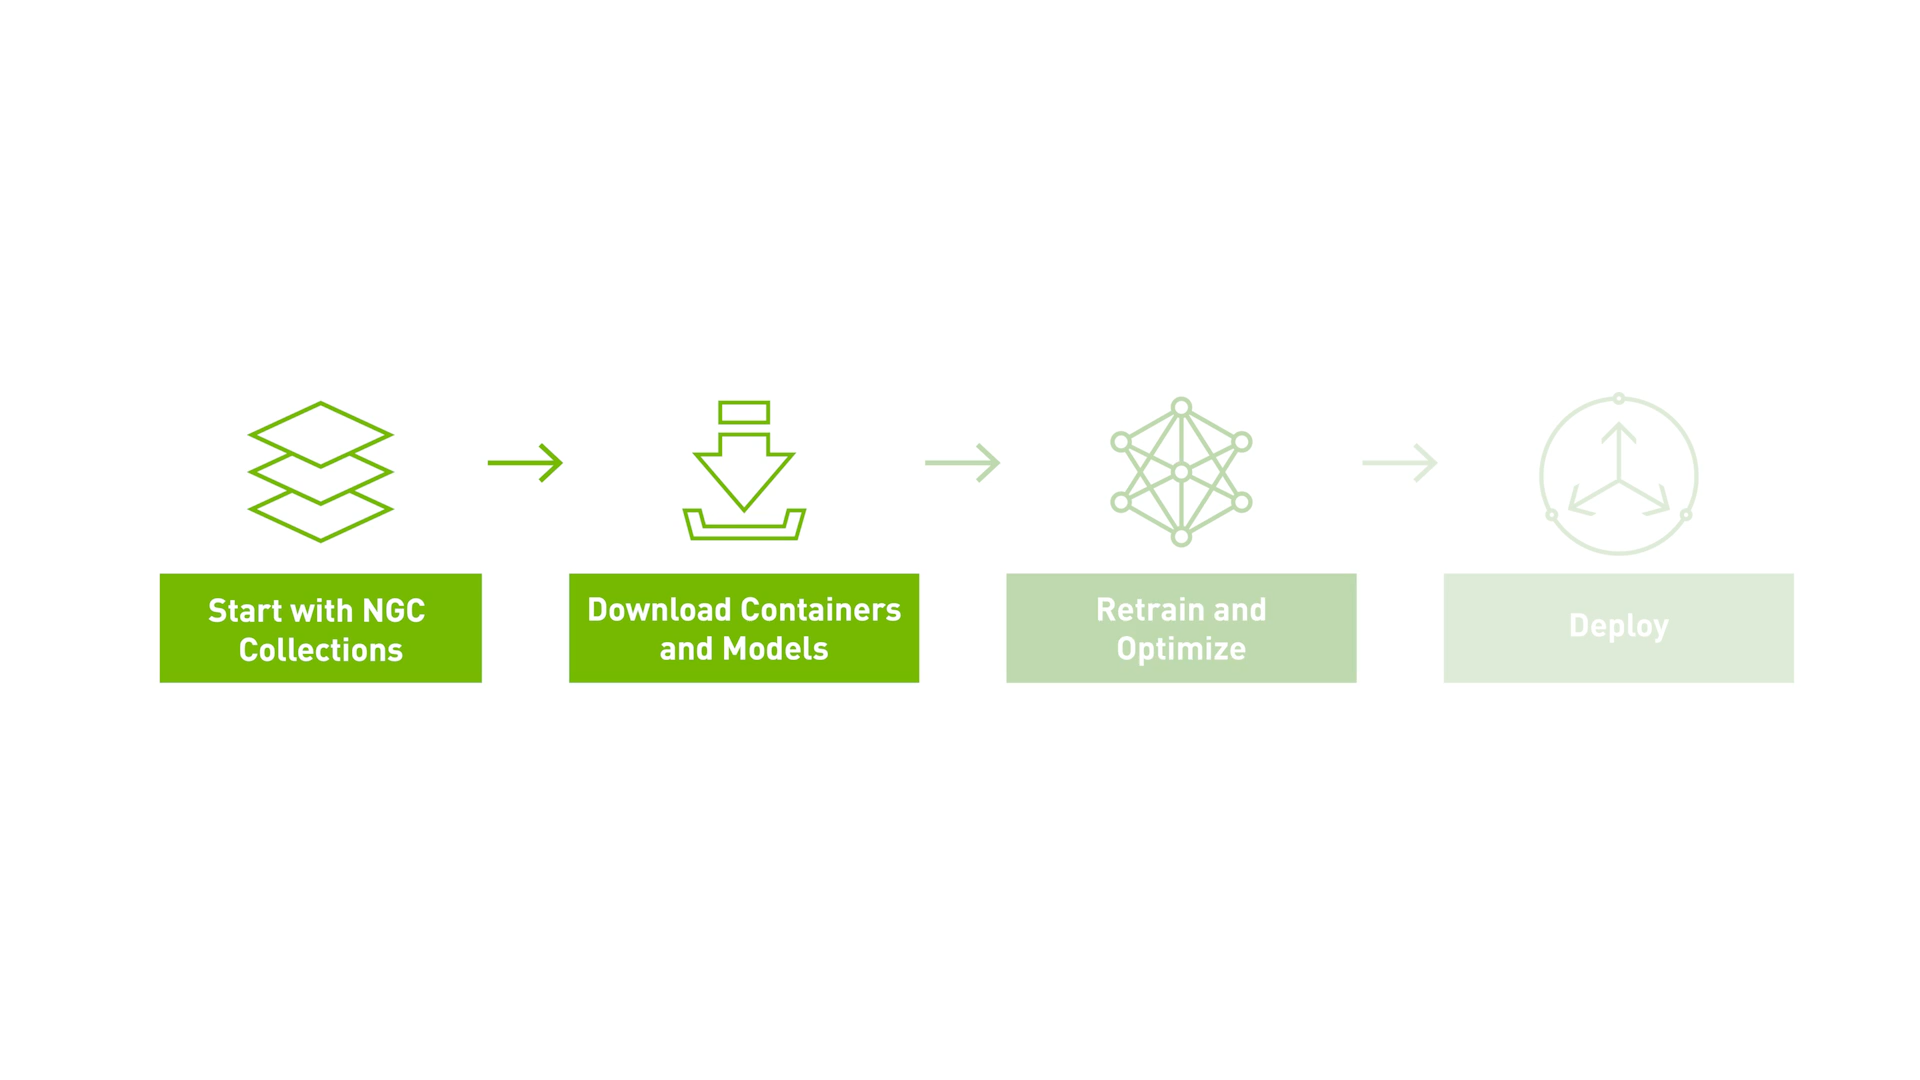 Start with NGC
Collections
Download Containers
and Models
Retrain and
Optimize
Deploy